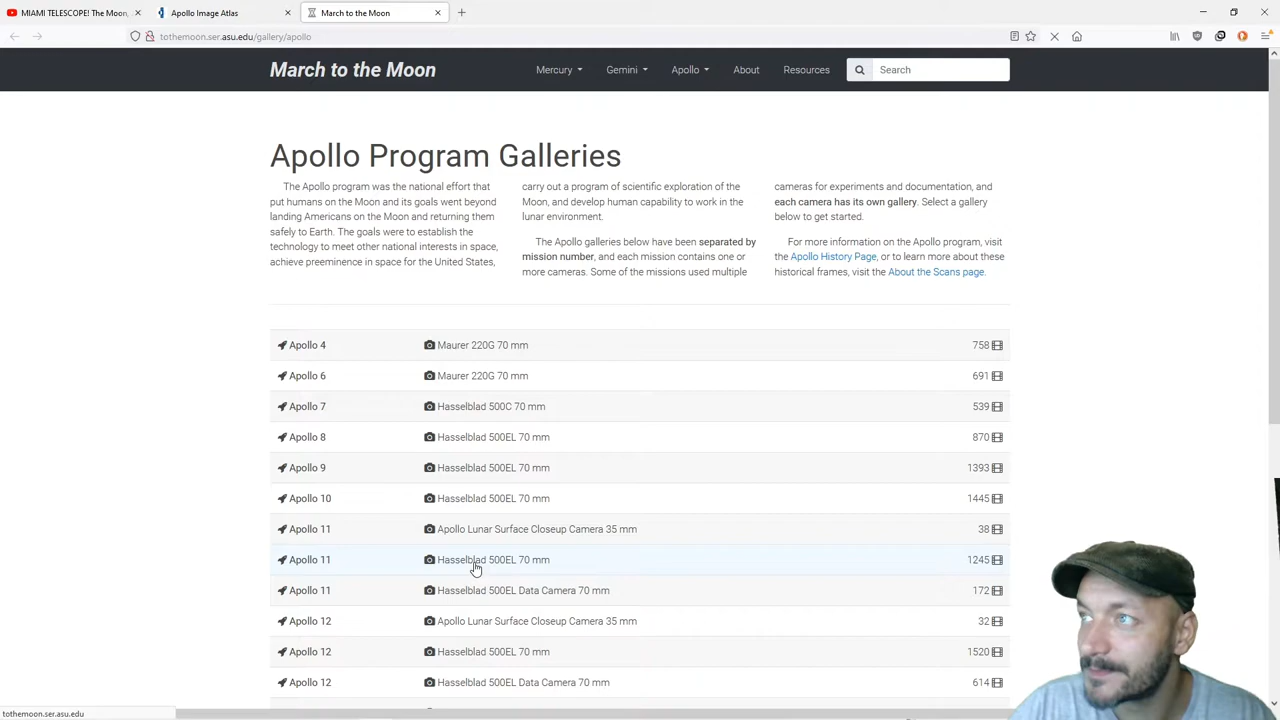 MIAMI TELESCOPE! The Moon,
Apollo Image Atlas
March to the Moon
tothemoon.ser.asu.edu/gallery/apollo
March to the Moon
Mercury
Gemini
Apollo
About
Resources
Search
Apollo Program Galleries
The Apollo program was the national effort that
put humans on the Moon and its goals went beyond
landing Americans on the Moon and returning them
safely to Earth. The goals were to establish the
technology to meet other national interests in space,
achieve preeminence in space for the United States,
carry out a program of scientific exploration of the
Moon, and develop human capability to work in the
lunar environment.
The Apollo galleries below have been separated by
mission number, and each mission contains one or
more cameras. Some of the missions used multiple
cameras for experiments and documentation, and
each camera has its own gallery. Select a gallery
below to get started.
For more information on the Apollo program, visit
the Apollo History Page, or to learn more about these
historical frames, visit the About the Scans page.
Apollo 4 Maurer 220G 70 mm 758
Apollo 6 Maurer 220G 70 mm 691
Apollo 7 Hasselblad 500C 70 mm 539
Apollo 8 Hasselblad 500EL 70 mm 870
Apollo 9 Hasselblad 500EL 70 mm 1393
Apollo 10 Hasselblad 500EL 70 mm 1445
Apollo 11 Apollo Lunar Surface Closeup Camera 35 mm 38
Apollo 11 Hasselblad 500EL 70 mm 1245
Apollo 11 Hasselblad 500EL Data Camera 70 mm 172
Apollo 12 Apollo Lunar Surface Closeup Camera 35 mm 32
Apollo 12 Hasselblad 500EL 70 mm 1520
Apollo 12 Hasselblad 500EL Data Camera 70 mm 614
tothemoon.ser.asu.edu